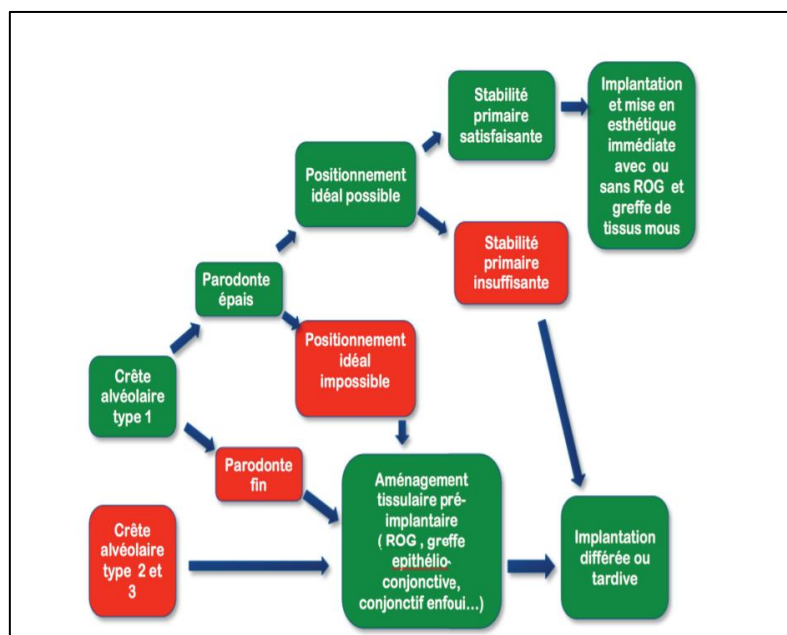 Stabilité
primaire
satisfaisante
Implantation
et mise en
esthétique
immédiate
avec ou
sans ROG et
greffe de
tissus mous
Positionnement
idéal possible
Stabilité
primaire
insuffisante
Parodonte
épais
Positionnement
idéal
impossible
Crête
alvéolaire
type 1
Parodonte
fin
Aménagement
tissulaire pré-
implantaire
( ROG , greffe
epithélio-
conjonctive,
conjonctif enfoui...)
Crête
alvéolaire
type 2 et
3
Implantation
différée ou
tardive